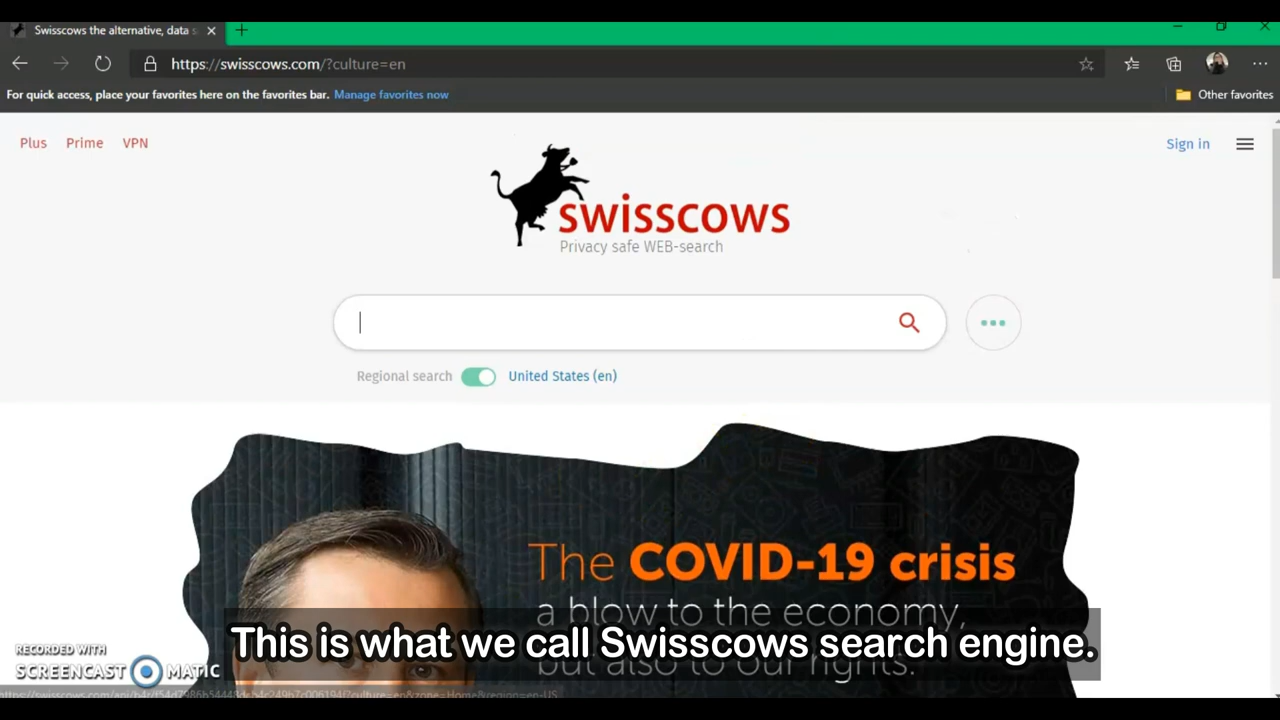 Swisscows the alternative, data s
https://swisscows.com/?culture=en
For quick access, place your favorites here on the favorites bar. Manage favorites now
Other favorites
Plus Prime VPN
Sign in
swisscows
Privacy safe WEB-search
Regional search United States (en)
The COVID-19 crisis
a blow to the economy,
but also to our rights.
This is what we call Swisscows search engine.
RECORDED WITH
SCREENCAST MATIC